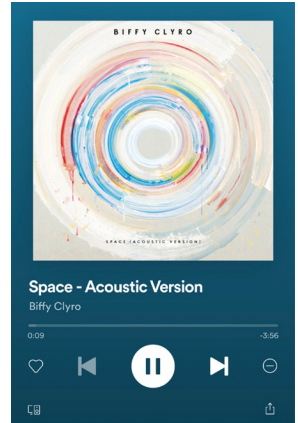 BIFFY CLYRO
SPACE (ACOUSTIC VERSION)
Space - Acoustic Version
Biffy Clyro
0:09
-3:56